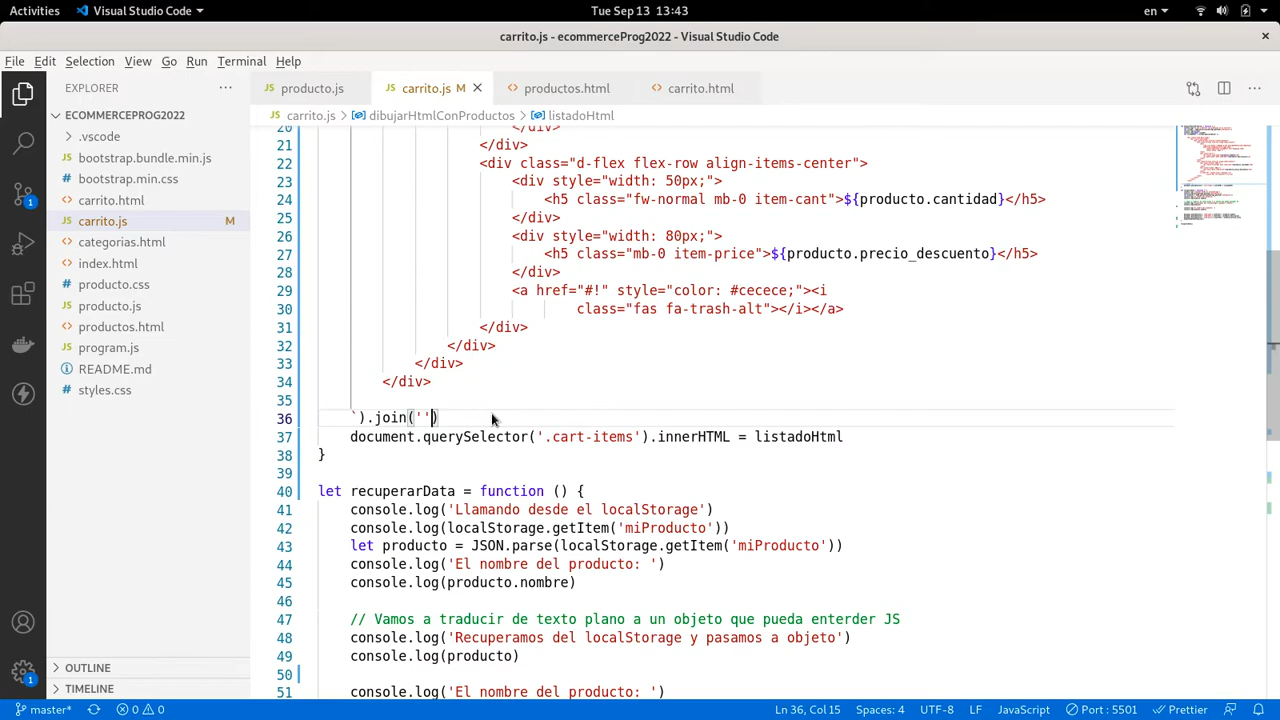 Activities Visual Studio Code Tue Sep 13 13:43 en
carrito.js - ecommerceProg2022 - Visual Studio Code
File Edit Selection View Go Run Terminal Help
EXPLORER
ECOMMERCEPROG2022
.vscode
bootstrap.bundle.min.js
bootstrap.min.css
carrito.html
carrito.js M
categorias.html
index.html
producto.css
producto.js
productos.html
program.js
README.md
styles.css
OUTLINE
TIMELINE
1
1
producto.js carrito.js M productos.html carrito.html
carrito.js > dibujarHtmlConProductos > listadoHtml
20 </div>
21 </div>
22 <div class="d-flex flex-row align-items-center">
23 <div style="width: 50px;">
24 <h5 class="fw-normal mb-0 item-cant">${producto.cantidad}</h5>
25 </div>
26 <div style="width: 80px;">
27 <h5 class="mb-0 item-price">${producto.precio_descuento}</h5>
28 </div>
29 <a href="#!" style="color: #cecece;"><i
30 class="fas fa-trash-alt"></i></a>
31 </div>
32 </div>
33 </div>
34 </div>
35
36 `).join('')
37 document.querySelector('.cart-items').innerHTML = listadoHtml
38 }
39
40 let recuperarData = function () {
41 console.log('Llamando desde el localStorage')
42 console.log(localStorage.getItem('miProducto'))
43 let producto = JSON.parse(localStorage.getItem('miProducto'))
44 console.log('El nombre del producto: ')
45 console.log(producto.nombre)
46
47 // Vamos a traducir de texto plano a un objeto que pueda enterder JS
48 console.log('Recuperamos del localStorage y pasamos a objeto')
49 console.log(producto)
50
51 console.log('El nombre del producto: ')
master* 0 0 Ln 36, Col 15 Spaces: 4 UTF-8 LF JavaScript Port : 5501 Prettier